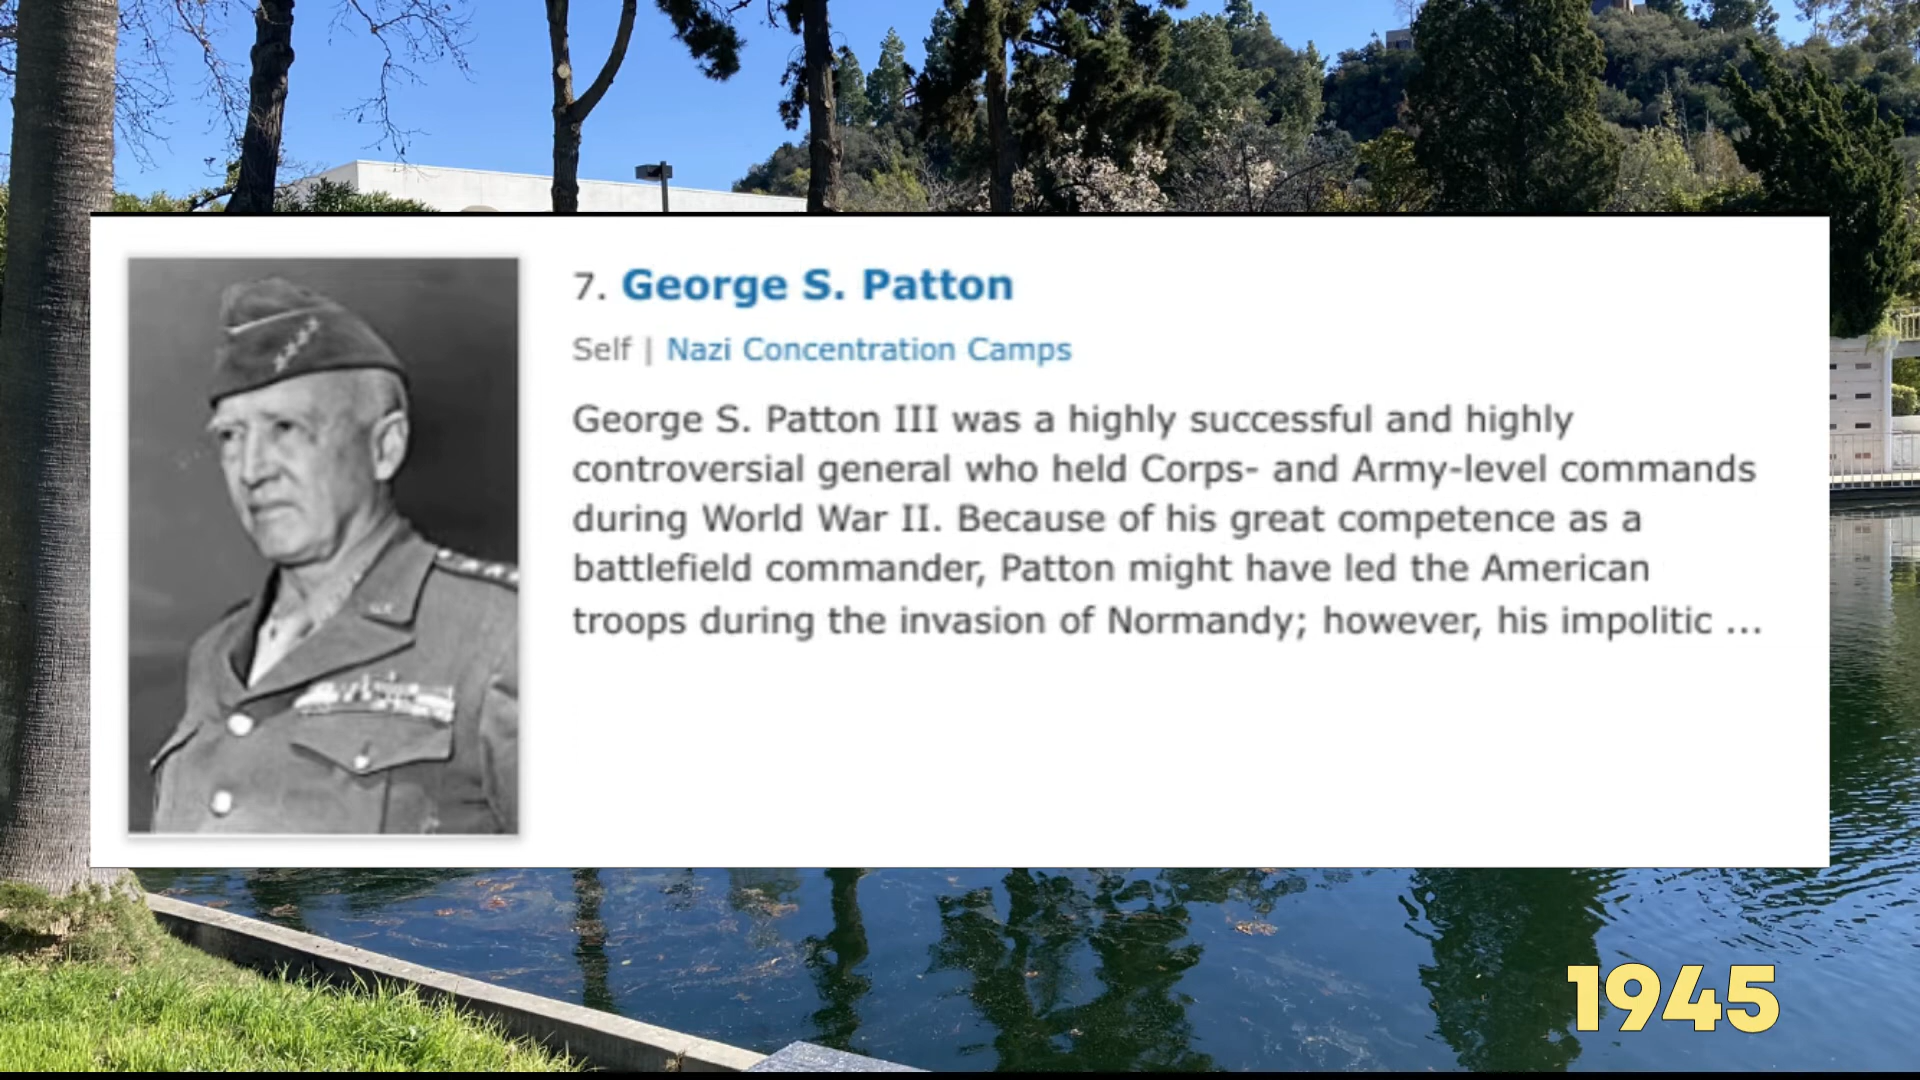 7. George S. Patton
Self | Nazi Concentration Camps
George S. Patton III was a highly successful and highly
controversial general who held Corps- and Army-level commands
during World War II. Because of his great competence as a
battlefield commander, Patton might have led the American
troops during the invasion of Normandy; however, his impolitic ...
1945